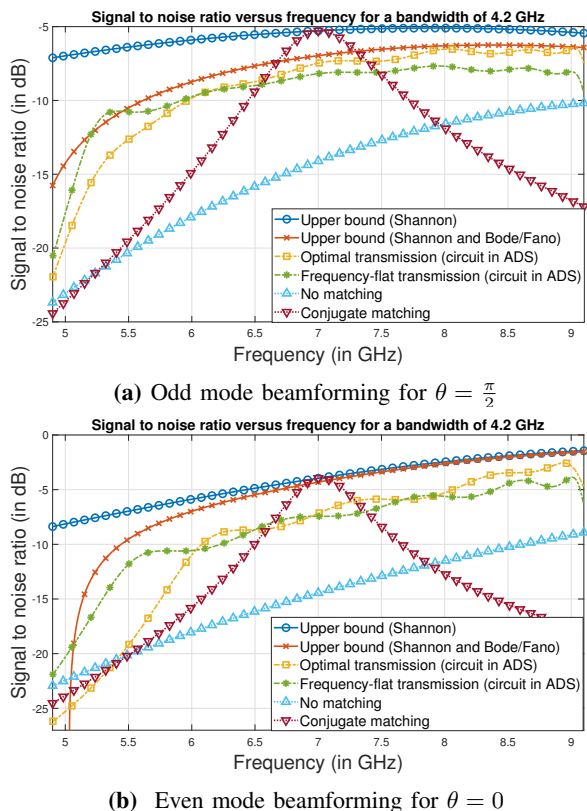 Signal to noise ratio versus frequency for a bandwidth of 4.2 GHz
Signal to noise ratio (in dB)
-5
-10
-15
-20
-25
Upper bound (Shannon)
Upper bound (Shannon and Bode/Fano)
Optimal transmission (circuit in ADS)
Frequency-flat transmission (circuit in ADS)
No matching
Conjugate matching
5 5.5 6 6.5 7 7.5 8 8.5 9
Frequency (in GHz)
(a) Odd mode beamforming for θ = π/2
Signal to noise ratio versus frequency for a bandwidth of 4.2 GHz
Signal to noise ratio (in dB)
0
-5
-10
-15
-20
-25
Upper bound (Shannon)
Upper bound (Shannon and Bode/Fano)
Optimal transmission (circuit in ADS)
Frequency-flat transmission (circuit in ADS)
No matching
Conjugate matching
5 5.5 6 6.5 7 7.5 8 8.5 9
Frequency (in GHz)
(b) Even mode beamforming for θ = 0